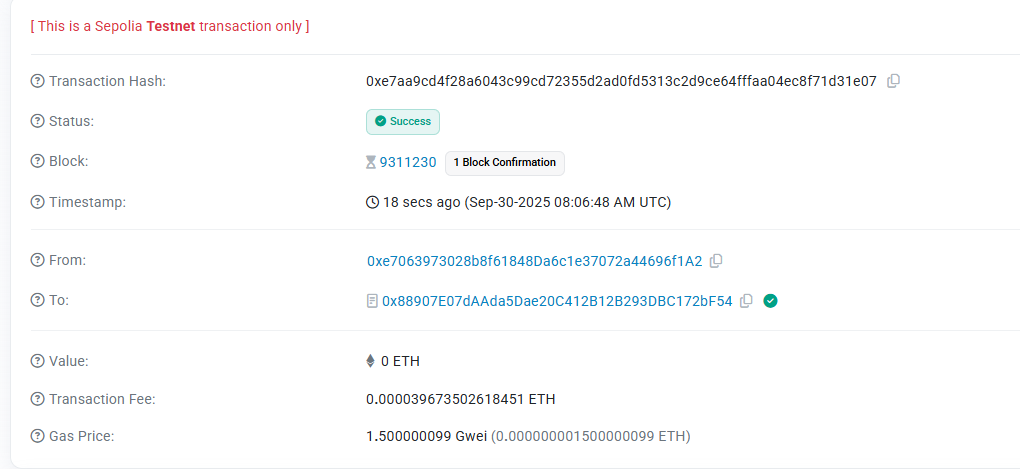 [ This is a Sepolia Testnet transaction only ]
Transaction Hash: 0xe7aa9cd4f28a6043c99cd72355d2ad0fd5313c2d9ce64fffaa04ec8f71d31e07
Status: Success
Block: 9311230 1 Block Confirmation
Timestamp: 18 secs ago (Sep-30-2025 08:06:48 AM UTC)
From: 0xe7063973028b8f61848Da6c1e37072a44696f1A2
To: 0x88907E07dAAda5Dae20C412B12B293DBC172bF54
Value: 0 ETH
Transaction Fee: 0.000039673502618451 ETH
Gas Price: 1.500000099 Gwei (0.000000001500000099 ETH)